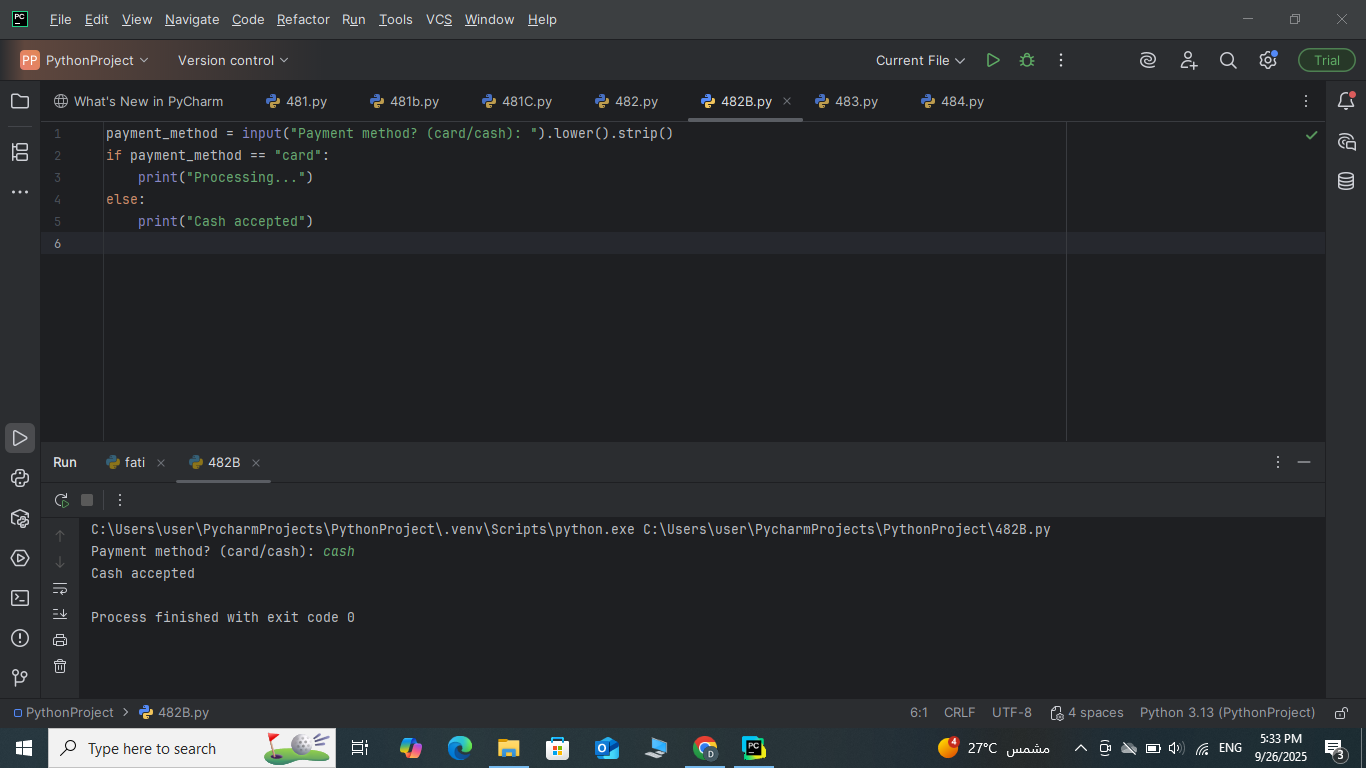 PC
File Edit View Navigate Code Refactor Run Tools VCS Window Help
PP PythonProject Version control Current File Trial
What's New in PyCharm 481.py 481b.py 481C.py 482.py 482B.py 483.py 484.py
1 payment_method = input("Payment method? (card/cash): ").lower().strip()
2 if payment_method == "card":
3 print("Processing...")
4 else:
5 print("Cash accepted")
6
Run fati 482B
C:\Users\user\PycharmProjects\PythonProject\.venv\Scripts\python.exe C:\Users\user\PycharmProjects\PythonProject\482B.py
Payment method? (card/cash): cash
Cash accepted
Process finished with exit code 0
PythonProject 482B.py 6:1 CRLF UTF-8 4 spaces Python 3.13 (PythonProject)
Type here to search D PC 4 27°C مشمس ENG 5:33 PM
9/26/2025 3